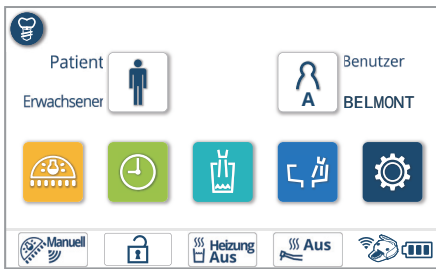 Patient
Benutzer
Erwachsener
A
BELMONT
Manuell
Heizung
Aus
Aus